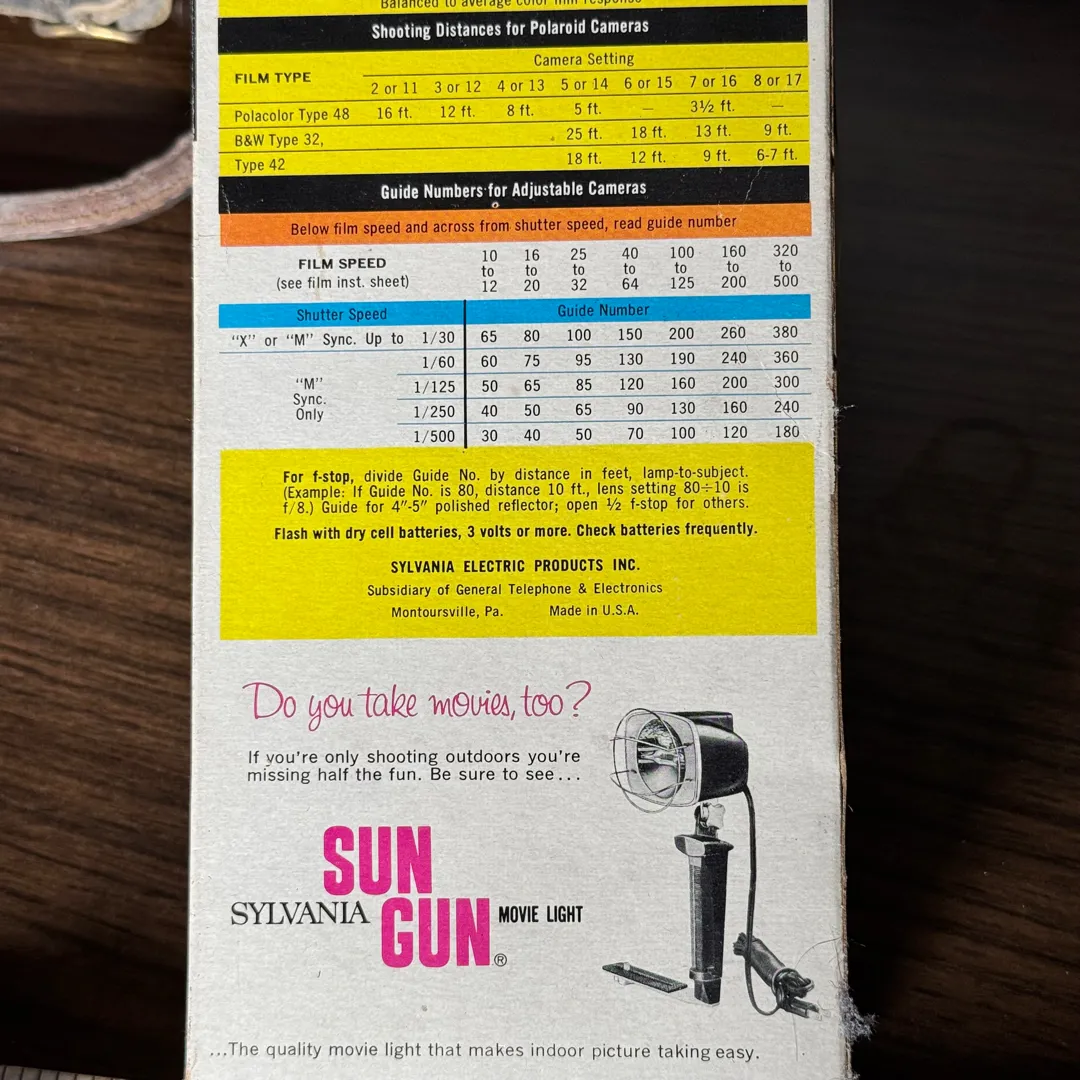 Balanced to average color film response
Shooting Distances for Polaroid Cameras
Camera Setting
FILM TYPE
2 or 11 3 or 12 4 or 13 5 or 14 6 or 15 7 or 16 8 or 17
Polacolor Type 48 16 ft. 12 ft. 8 ft. 5 ft. — 3½ ft. —
B&W Type 32, 25 ft. 18 ft. 13 ft. 9 ft.
Type 42 18 ft. 12 ft. 9 ft. 6-7 ft.
Guide Numbers for Adjustable Cameras
Below film speed and across from shutter speed, read guide number
FILM SPEED 10 16 25 40 100 160 320
to to to to to to to
(see film inst. sheet) 12 20 32 64 125 200 500
Shutter Speed Guide Number
"X" or "M" Sync. Up to 1/30 65 80 100 150 200 260 380
1/60 60 75 95 130 190 240 360
"M" 1/125 50 65 85 120 160 200 300
Sync.
Only 1/250 40 50 65 90 130 160 240
1/500 30 40 50 70 100 120 180
For f-stop, divide Guide No. by distance in feet, lamp-to-subject.
(Example: If Guide No. is 80, distance 10 ft., lens setting 80÷10 is
f/8.) Guide for 4"-5" polished reflector; open ½ f-stop for others.
Flash with dry cell batteries, 3 volts or more. Check batteries frequently.
SYLVANIA ELECTRIC PRODUCTS INC.
Subsidiary of General Telephone & Electronics
Montoursville, Pa. Made in U.S.A.
Do you take movies, too?
If you're only shooting outdoors you're
missing half the fun. Be sure to see...
SUN
SYLVANIA GUN® MOVIE LIGHT
...The quality movie light that makes indoor picture taking easy.